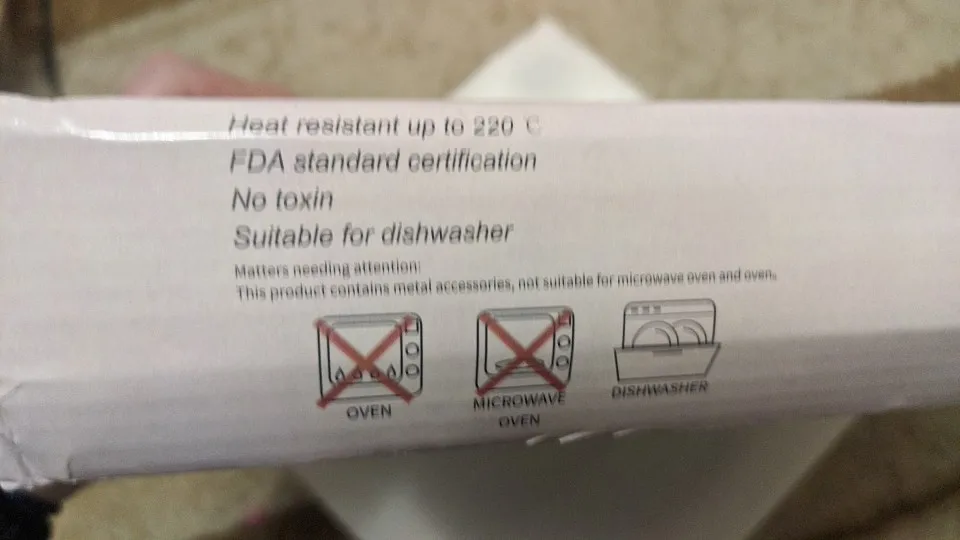 Heat resistant up to 220 ℃
FDA standard certification
No toxin
Suitable for dishwasher
Matters needing attention:
This product contains metal accessories, not suitable for microwave oven and oven。
OVEN
MICROWAVE
OVEN
DISHWASHER